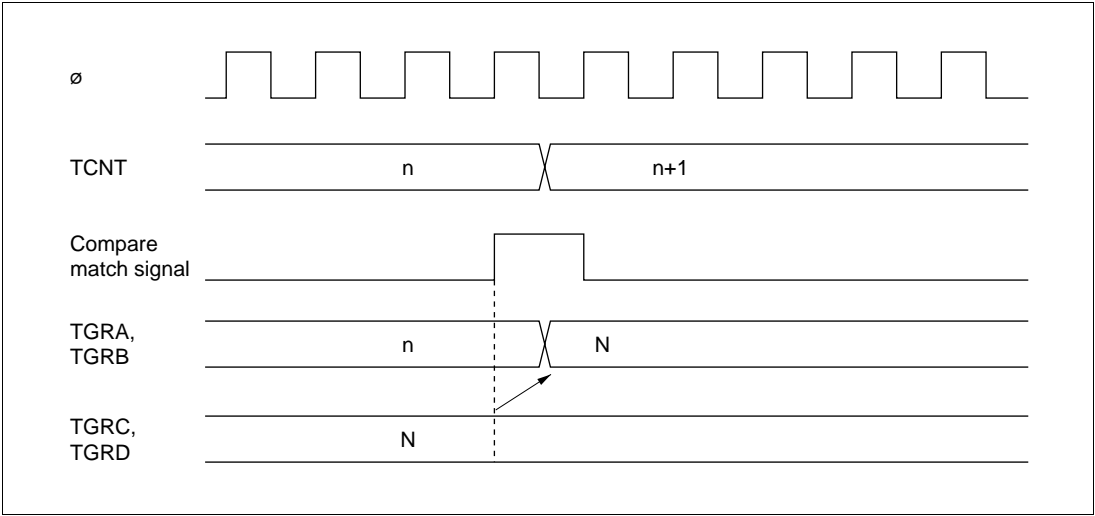 ø
TCNT
n
n+1
Compare
match signal
TGRA,
TGRB
n
N
TGRC,
TGRD
N